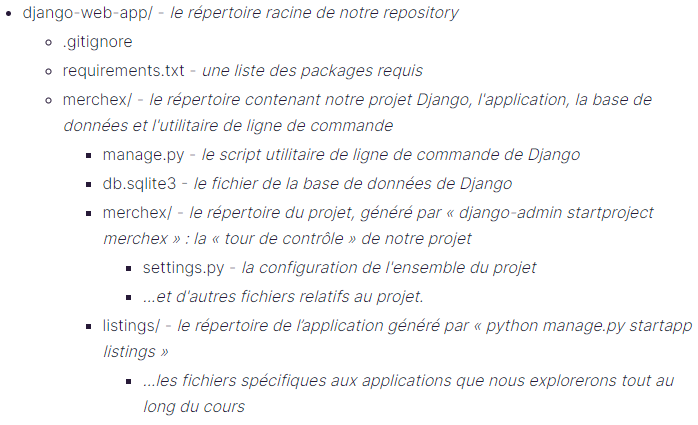 django-web-app/ - le répertoire racine de notre repository
.gitignore
requirements.txt - une liste des packages requis
merchex/ - le répertoire contenant notre projet Django, l'application, la base de
données et l'utilitaire de ligne de commande
manage.py - le script utilitaire de ligne de commande de Django
db.sqlite3 - le fichier de la base de données de Django
merchex/ - le répertoire du projet, généré par « django-admin startproject
merchex » : la « tour de contrôle » de notre projet
settings.py - la configuration de l'ensemble du projet
...et d'autres fichiers relatifs au projet.
listings/ - le répertoire de l’application généré par « python manage.py startapp
listings »
...les fichiers spécifiques aux applications que nous explorerons tout au
long du cours